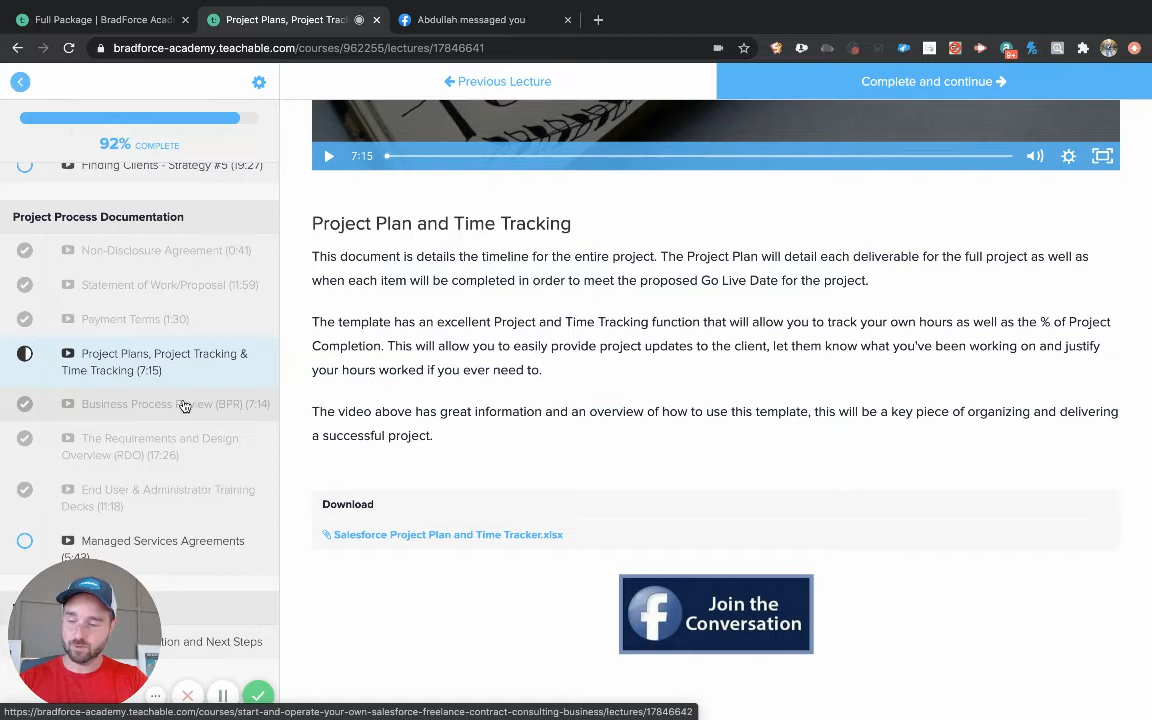 Full Package | BradForce Aca
Project Plans, Project Trac
Abdullah messaged you
bradforce-academy.teachable.com/courses/962255/lectures/17846641
8+
Previous Lecture
Complete and continue
92% COMPLETE
Finding Clients - Strategy #5 (19:27)
7:15
Project Process Documentation
Non-Disclosure Agreement (0:41)
Statement of Work/Proposal (11:59)
Payment Terms (1:30)
Project Plans, Project Tracking &
Time Tracking (7:15)
Business Process Review (BPR) (7:14)
The Requirements and Design
Overview (RDO) (17:26)
End User & Administrator Training
Decks (11:18)
Managed Services Agreements
(5:43)
tion and Next Steps
Project Plan and Time Tracking
This document is details the timeline for the entire project. The Project Plan will detail each deliverable for the full project as well as
when each item will be completed in order to meet the proposed Go Live Date for the project.
The template has an excellent Project and Time Tracking function that will allow you to track your own hours as well as the % of Project
Completion. This will allow you to easily provide project updates to the client, let them know what you've been working on and justify
your hours worked if you ever need to.
The video above has great information and an overview of how to use this template, this will be a key piece of organizing and delivering
a successful project.
Download
Salesforce Project Plan and Time Tracker.xlsx
Join the
Conversation
https://bradforce-academy.teachable.com/courses/start-and-operate-your-own-salesforce-freelance-contract-consulting-business/lectures/17846642